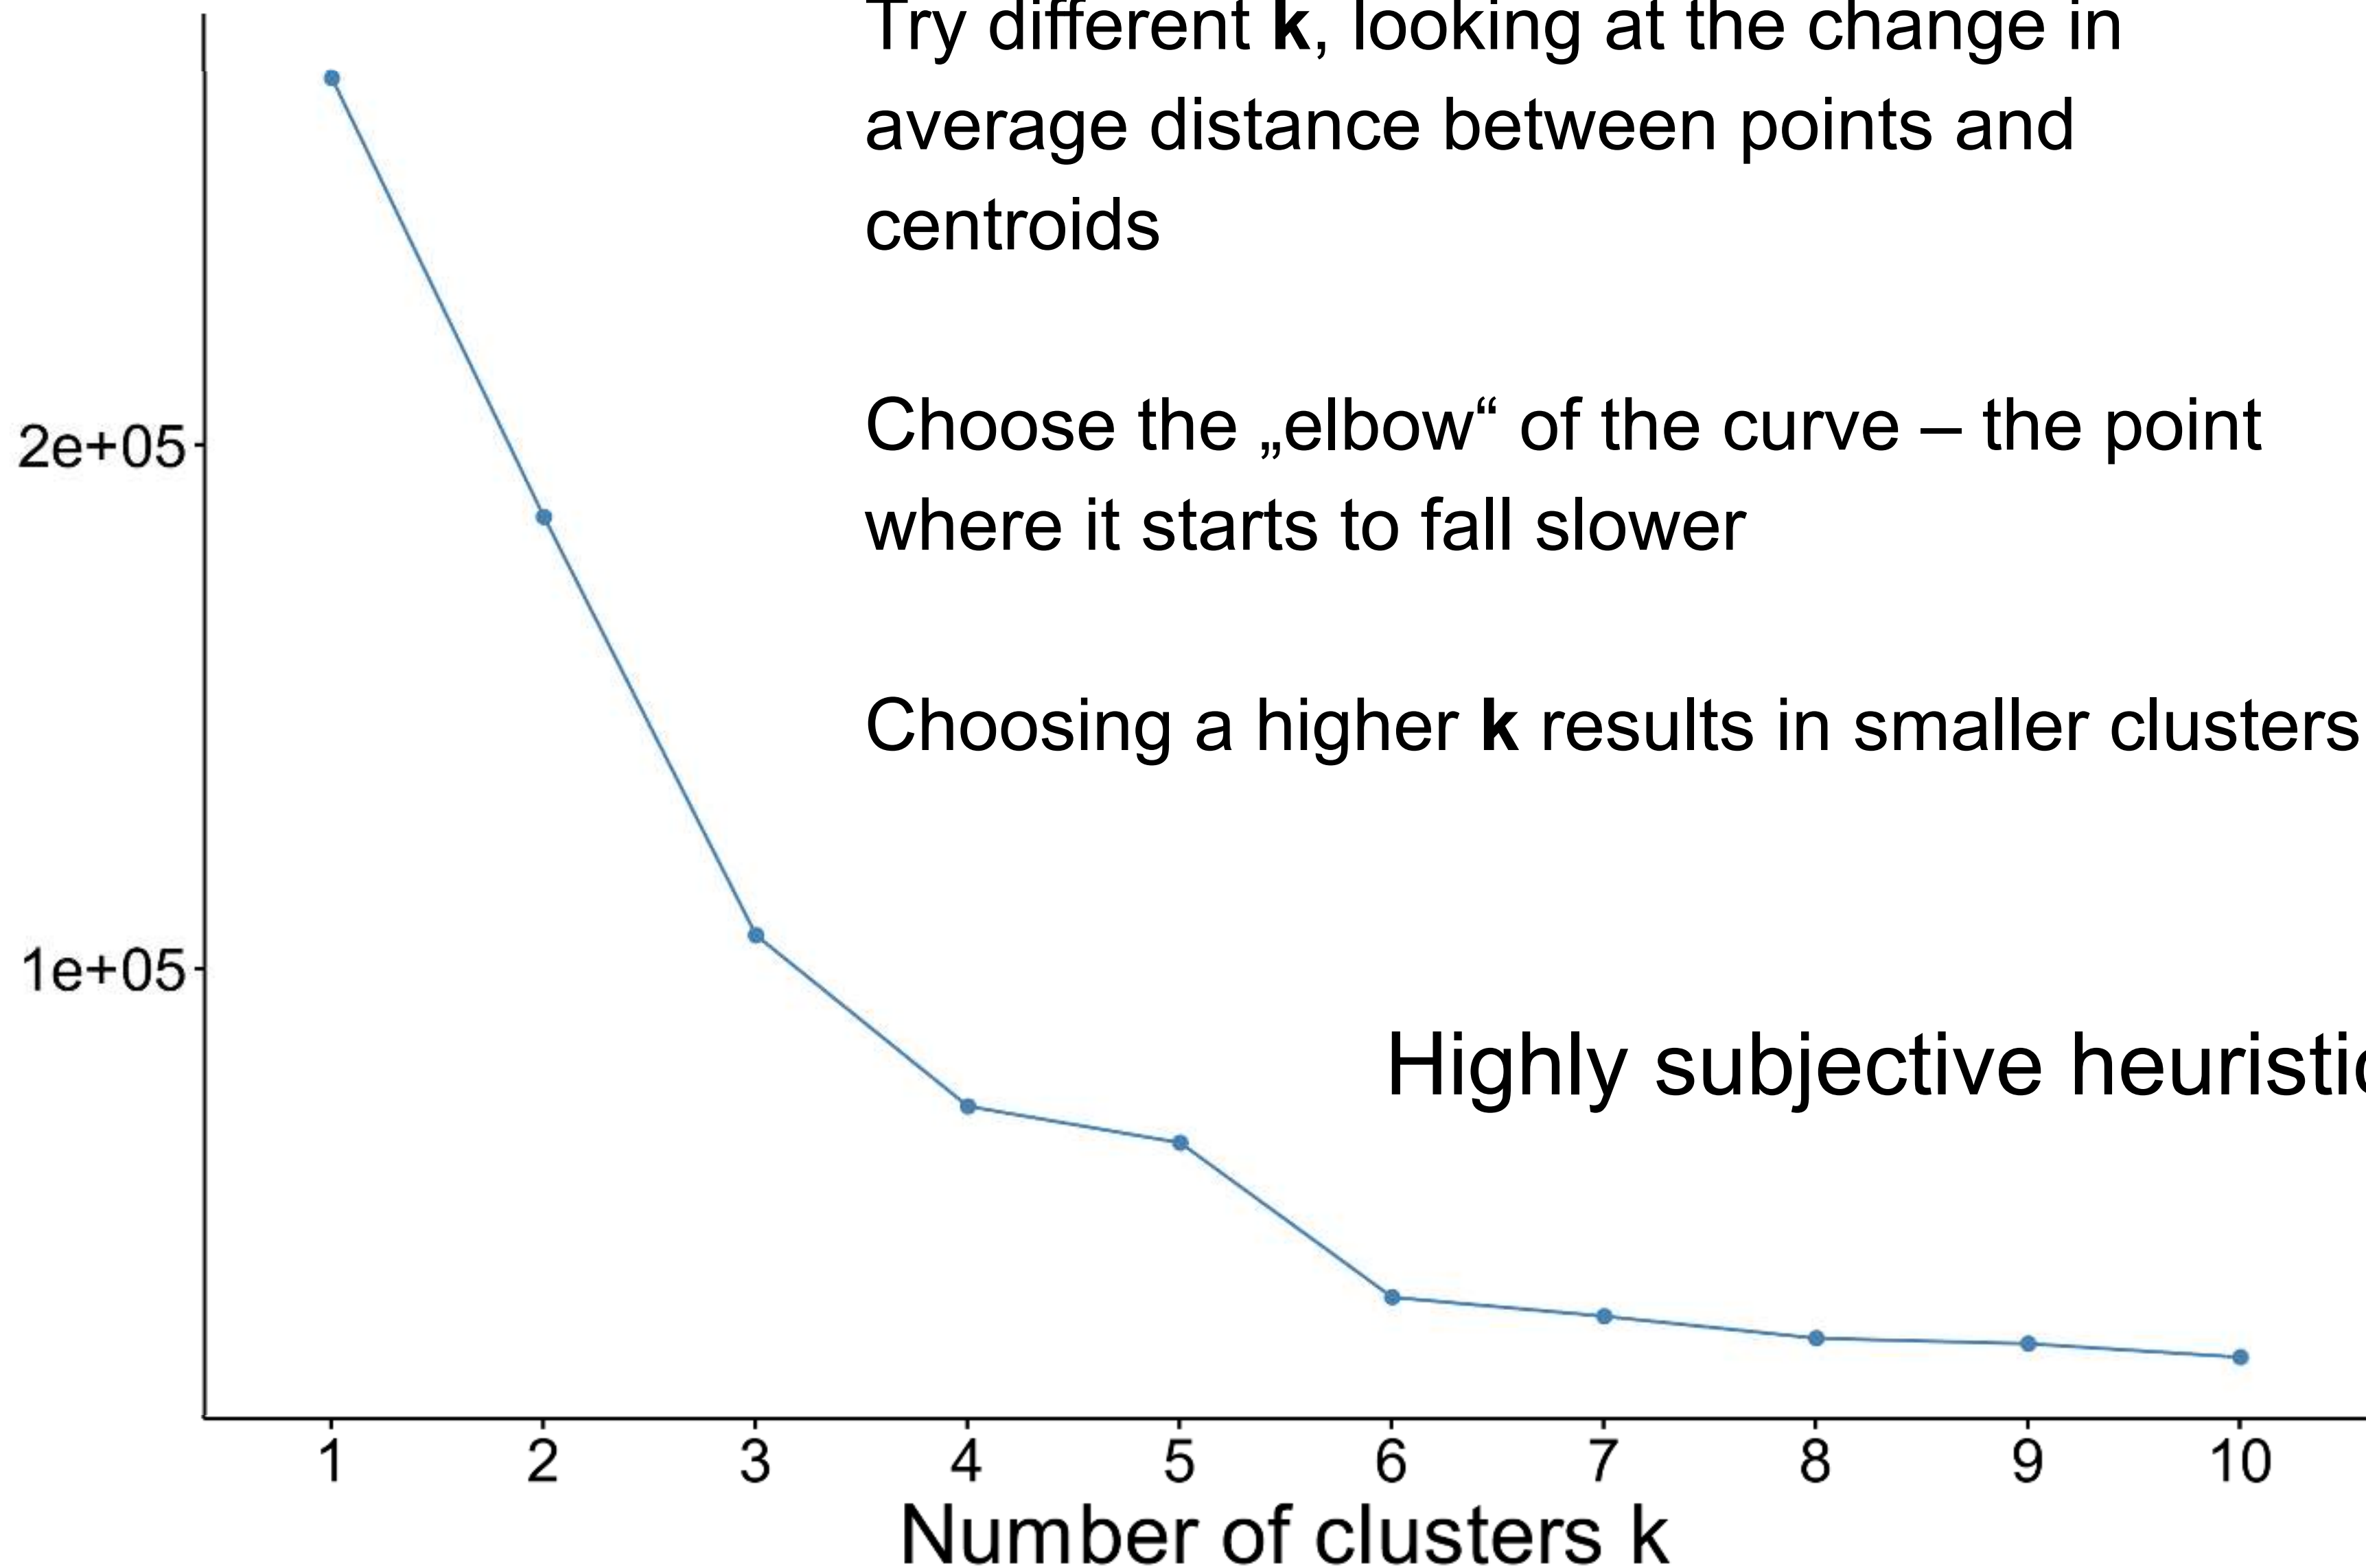 Try different k, looking at the change in
average distance between points and
centroids
Choose the „elbow“ of the curve – the point
where it starts to fall slower
Choosing a higher k results in smaller clusters
Highly subjective
2e+05
1e+05
1 2 3 4 5 6 7 8 9 10
Number of clusters k